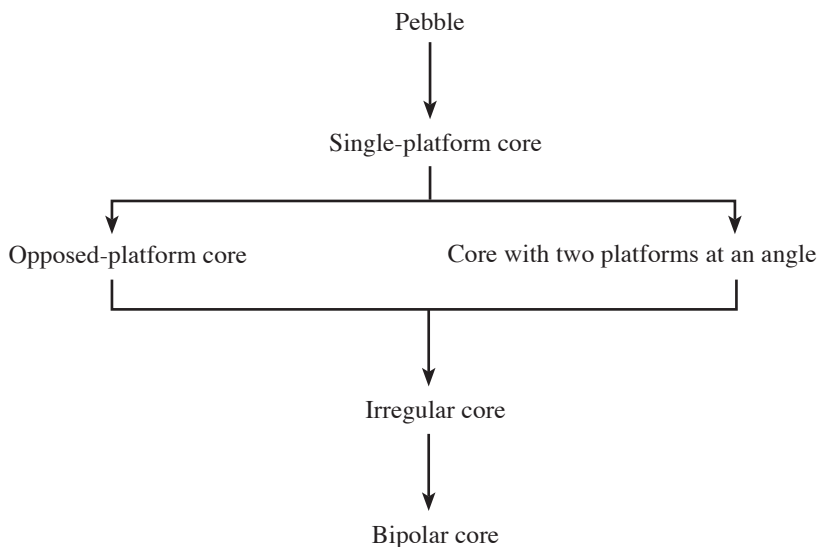 Pebble
Single-platform core
Opposed-platform core
Core with two platforms at an angle
Irregular core
Bipolar core